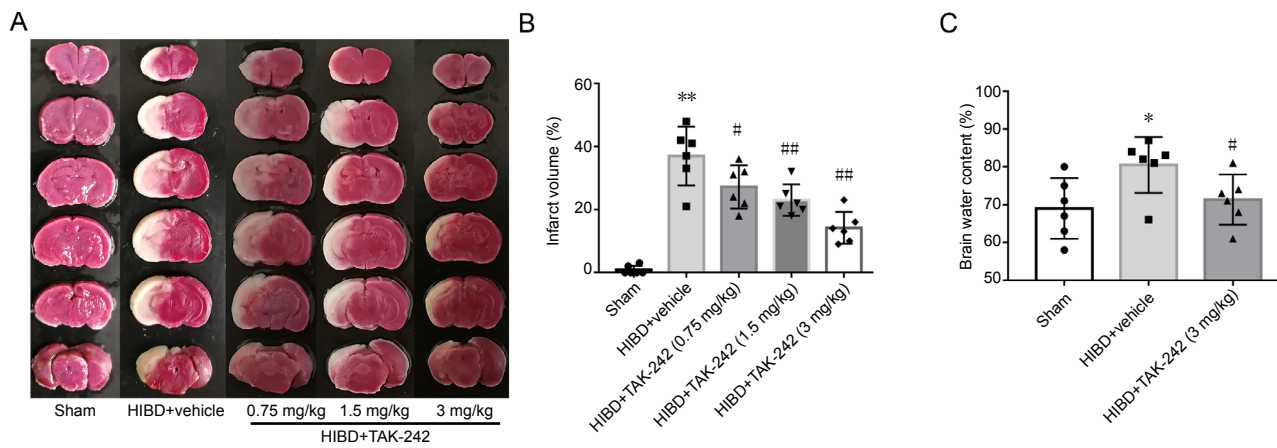 A
Sham
HIBD+vehicle
0.75 mg/kg
1.5 mg/kg
3 mg/kg
HIBD+TAK-242
B
Infarct volume (%)
60
40
20
0
**
#
##
##
Sham
HIBD+vehicle
HIBD+TAK-242 (0.75 mg/kg)
HIBD+TAK-242 (1.5 mg/kg)
HIBD+TAK-242 (3 mg/kg)
C
Brain water content (%)
100
90
80
70
60
50
*
#
Sham
HIBD+vehicle
HIBD+TAK-242 (3 mg/kg)